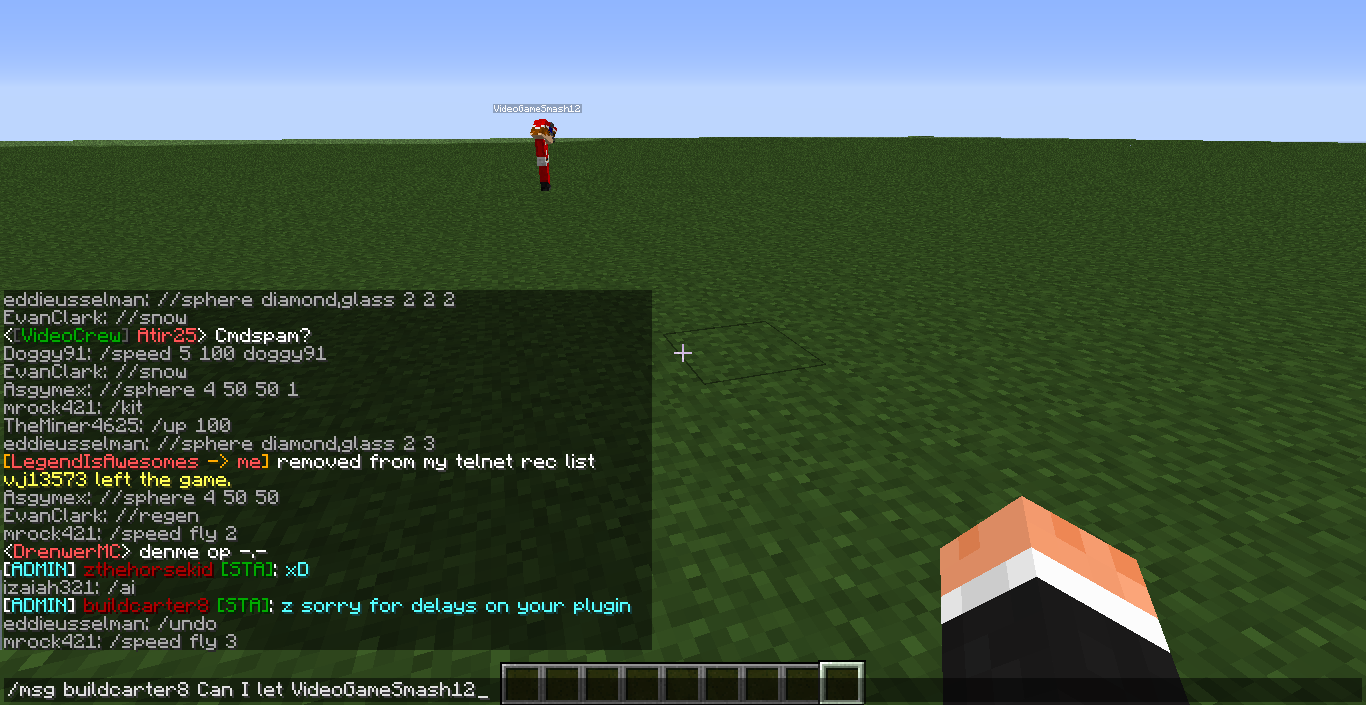 VideoGameSmash12
eddieusselman: //sphere diamond,glass 2 2 2
EvanClark: //snow
<[VideoCrew] Atir25> Cmdspam?
Doggy91: /speed 5 100 doggy91
EvanClark: //snow
Asgymex: //sphere 4 50 50 1
mrock421: /kit
TheMiner4625: /up 100
eddieusselman: //sphere diamond,glass 2 3
[LegendIsAwesomes -> me] removed from my telnet rec list
vj13573 left the game.
Asgymex: //sphere 4 50 50
EvanClark: //regen
mrock421: /speed fly 2
<DrenwerMC> denme op -.-
[ADMIN] zthehorsekid [STA]: xD
izaiah321: /ai
[ADMIN] buildcarter8 [STA]: z sorry for delays on your plugin
eddieusselman: /undo
mrock421: /speed fly 3
/msg buildcarter8 Can I let VideoGameSmash12_